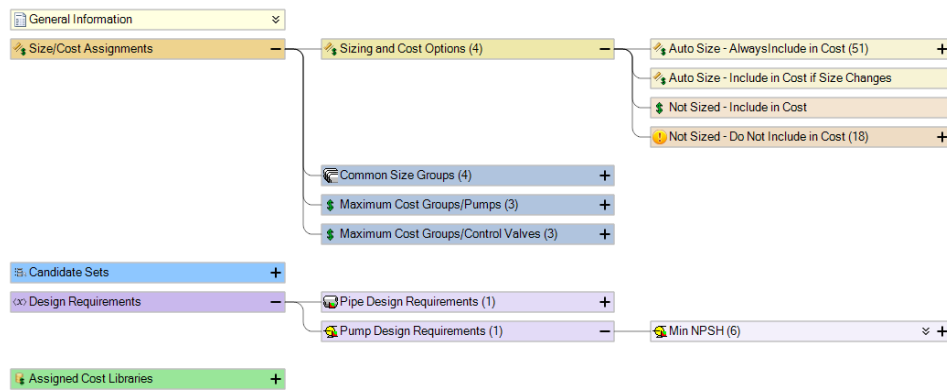 General Information
Size/Cost Assignments
Sizing and Cost Options (4)
Auto Size - AlwaysInclude in Cost (51)
Auto Size - Include in Cost if Size Changes
Not Sized - Include in Cost
Not Sized - Do Not Include in Cost (18)
Common Size Groups (4)
Maximum Cost Groups/Pumps (3)
Maximum Cost Groups/Control Valves (3)
Candidate Sets
Design Requirements
Pipe Design Requirements (1)
Pump Design Requirements (1)
Min NPSH (6)
Assigned Cost Libraries